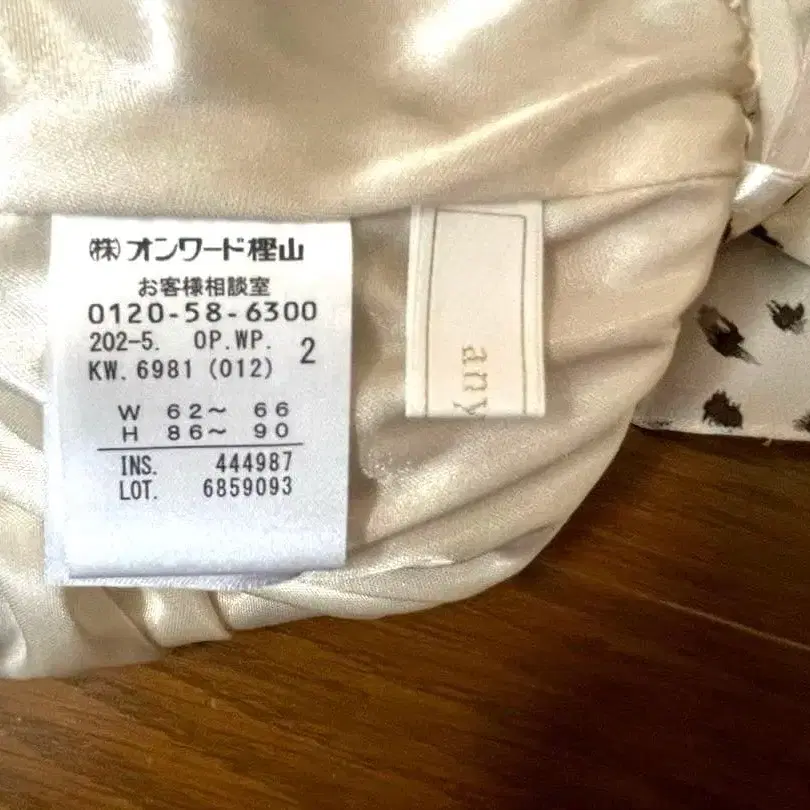 ㈱オンワード樫山
お客様相談室
0120-58-6300
202-5. OP.WP. 2
KW.6981 (012)
W 62～ 66
H 86～ 90
INS. 444987
LOT. 6859093
any